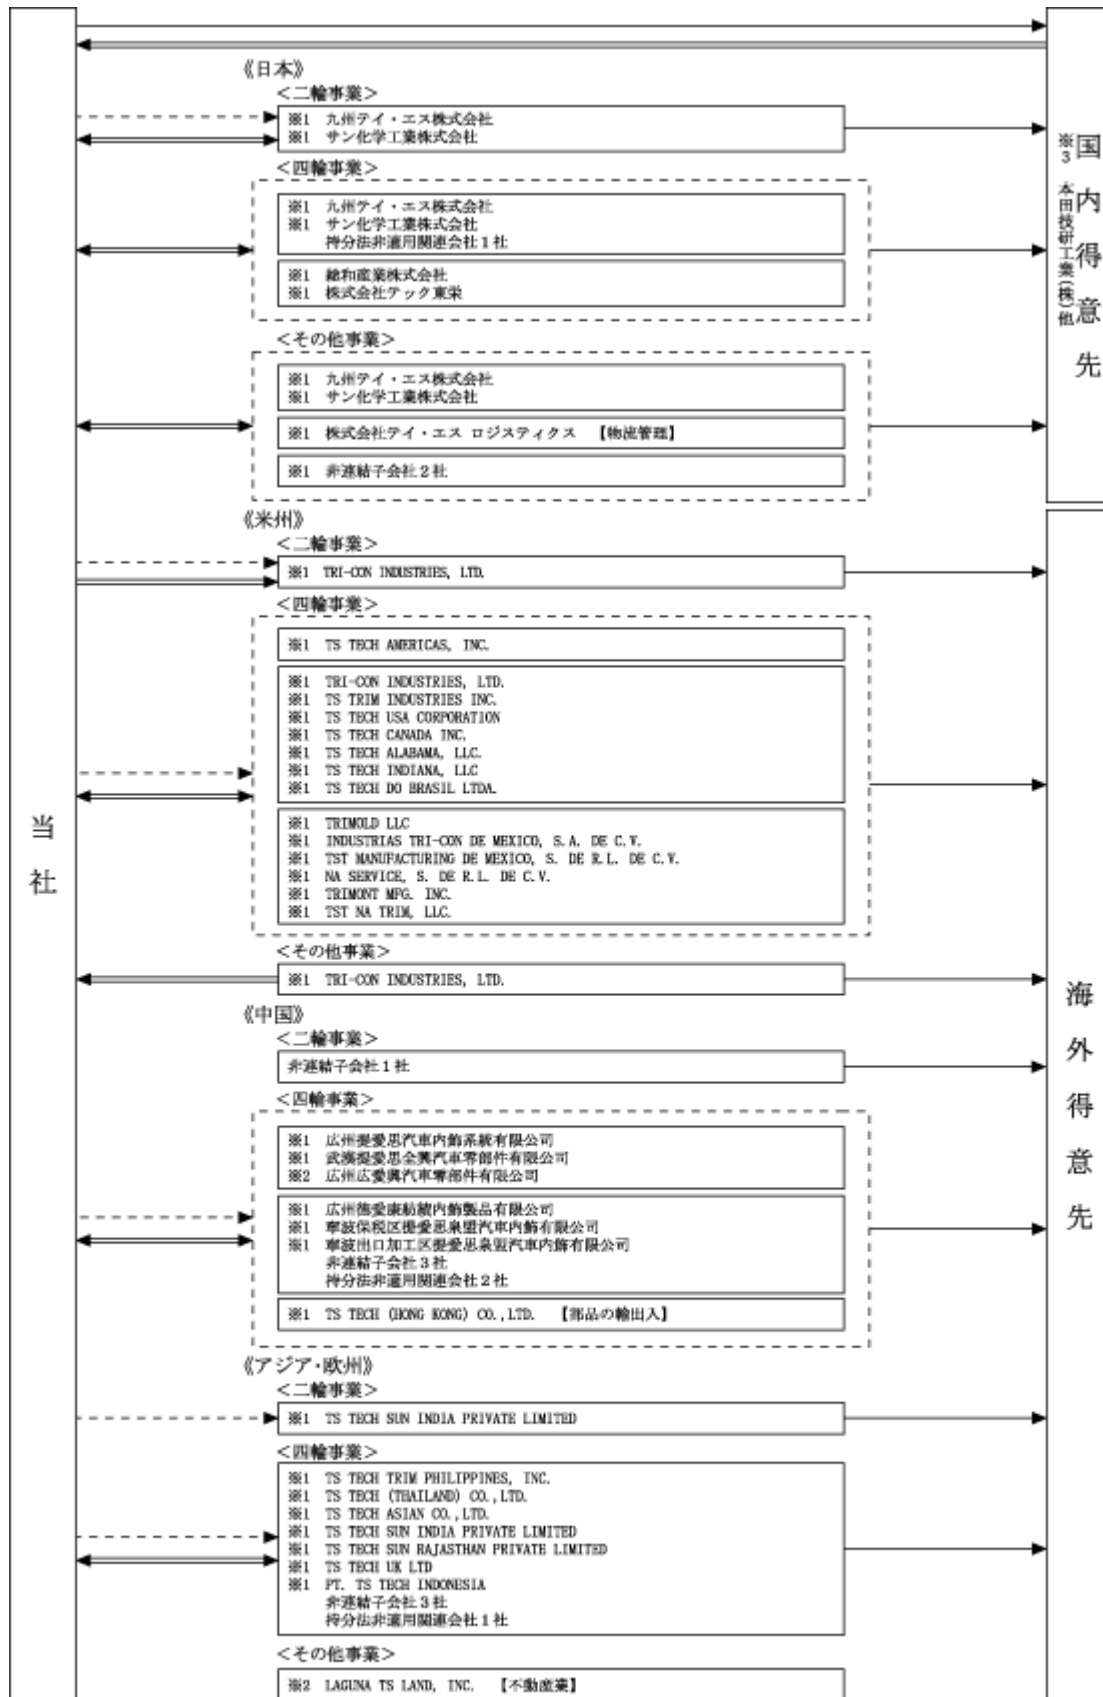 《日本》
<二輪事業>
※1 九州テイ・エス株式会社
※1 サン化学工業株式会社
<四輪事業>
※1 九州テイ・エス株式会社
※1 サン化学工業株式会社
持分法非適用関連会社1社
※1 総和産業株式会社
※1 株式会社テック東栄
<その他事業>
※1 九州テイ・エス株式会社
※1 サン化学工業株式会社
※1 株式会社テイ・エス ロジスティクス 【物流管理】
※1 非連結子会社2社
国内得意先
※3 本田技研工業(株)他
《米州》
<二輪事業>
※1 TRI-CON INDUSTRIES, LTD.
<四輪事業>
※1 TS TECH AMERICAS, INC.
※1 TRI-CON INDUSTRIES, LTD.
※1 TS TRIM INDUSTRIES INC.
※1 TS TECH USA CORPORATION
※1 TS TECH CANADA INC.
※1 TS TECH ALABAMA, LLC.
※1 TS TECH INDIANA, LLC
※1 TS TECH DO BRASIL LTDA.
※1 TRIMOLD LLC
※1 INDUSTRIAS TRI-CON DE MEXICO, S.A. DE C.V.
※1 TST MANUFACTURING DE MEXICO, S. DE R.L. DE C.V.
※1 NA SERVICE, S. DE R.L. DE C.V.
※1 TRIMONT MFG. INC.
※1 TST NA TRIM, LLC.
<その他事業>
※1 TRI-CON INDUSTRIES, LTD.
当社
《中国》
<二輪事業>
非連結子会社1社
<四輪事業>
※1 広州提愛思汽車内飾系統有限公司
※1 武漢提愛思全興汽車零部件有限公司
※2 広州広愛興汽車零部件有限公司
※1 広州徳愛康紡織内飾製品有限公司
※1 寧波保税区提愛思泉盟汽車内飾有限公司
※1 寧波出口加工区提愛思泉盟汽車内飾有限公司
非連結子会社3社
持分法非適用関連会社2社
※1 TS TECH (HONG KONG) CO.,LTD. 【部品の輸出入】
海外得意先
《アジア・欧州》
<二輪事業>
※1 TS TECH SUN INDIA PRIVATE LIMITED
<四輪事業>
※1 TS TECH TRIM PHILIPPINES, INC.
※1 TS TECH (THAILAND) CO.,LTD.
※1 TS TECH ASIAN CO.,LTD.
※1 TS TECH SUN INDIA PRIVATE LIMITED
※1 TS TECH SUN RAJASTHAN PRIVATE LIMITED
※1 TS TECH UK LTD
※1 PT. TS TECH INDONESIA
非連結子会社3社
持分法非適用関連会社1社
<その他事業>
※2 LAGUNA TS LAND, INC. 【不動産業】